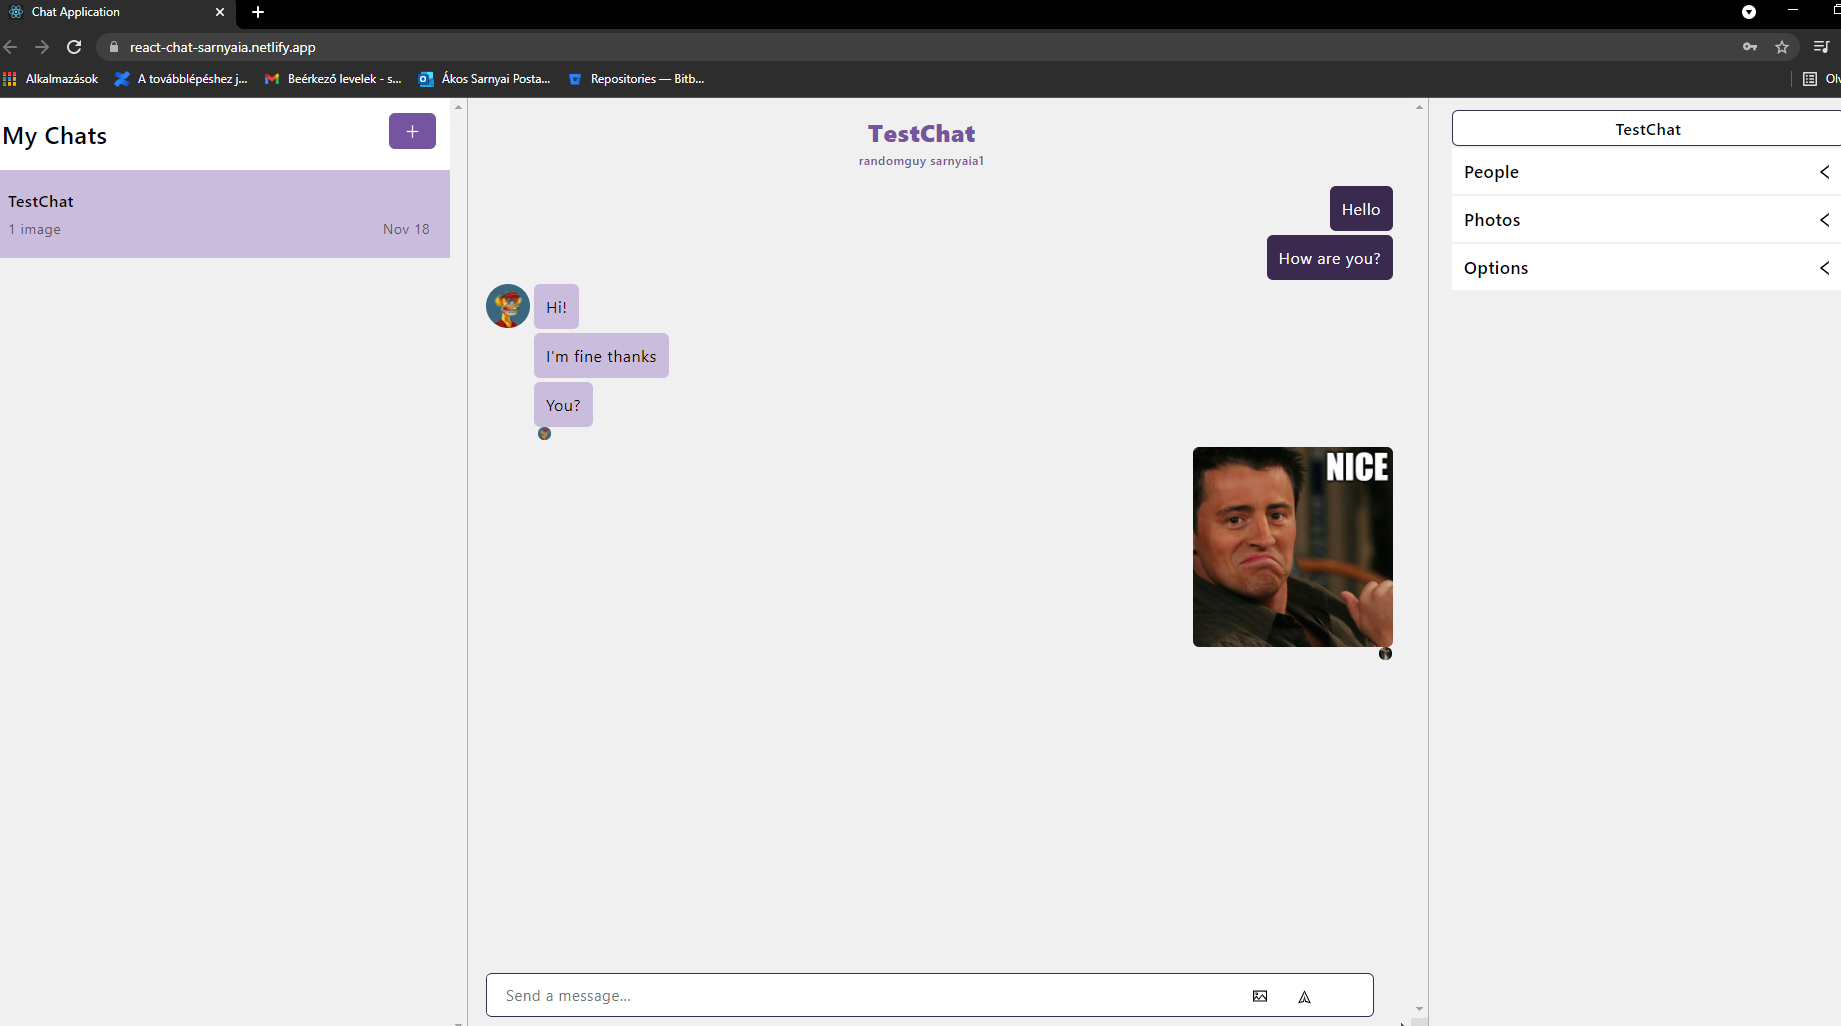 Chat Application
react-chat-sarnyaia.netlify.app
Alkalmazások
A továbblépéshez j...
Beérkező levelek - s...
Ákos Sarnyai Posta...
Repositories — Bitb...
My Chats
+
TestChat
1 image
Nov 18
TestChat
randomguy sarnyaia1
Hello
How are you?
Hi!
I'm fine thanks
You?
NICE
Send a message...
TestChat
People
Photos
Options